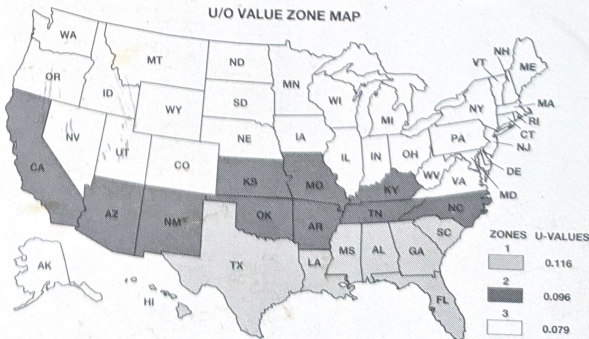 U/O VALUE ZONE MAP
WA
OR
CA
NV
ID
MT
WY
UT
AZ
CO
NM
ND
SD
NE
KS
OK
TX
MN
IA
MO
AR
LA
WI
IL
MI
IN
OH
KY
TN
MS
AL
GA
FL
SC
NC
VA
WV
PA
NY
VT
NH
ME
MA
RI
CT
NJ
DE
MD
AK
HI
ZONES U-VALUES
1
0.116
2
0.096
3
0.079